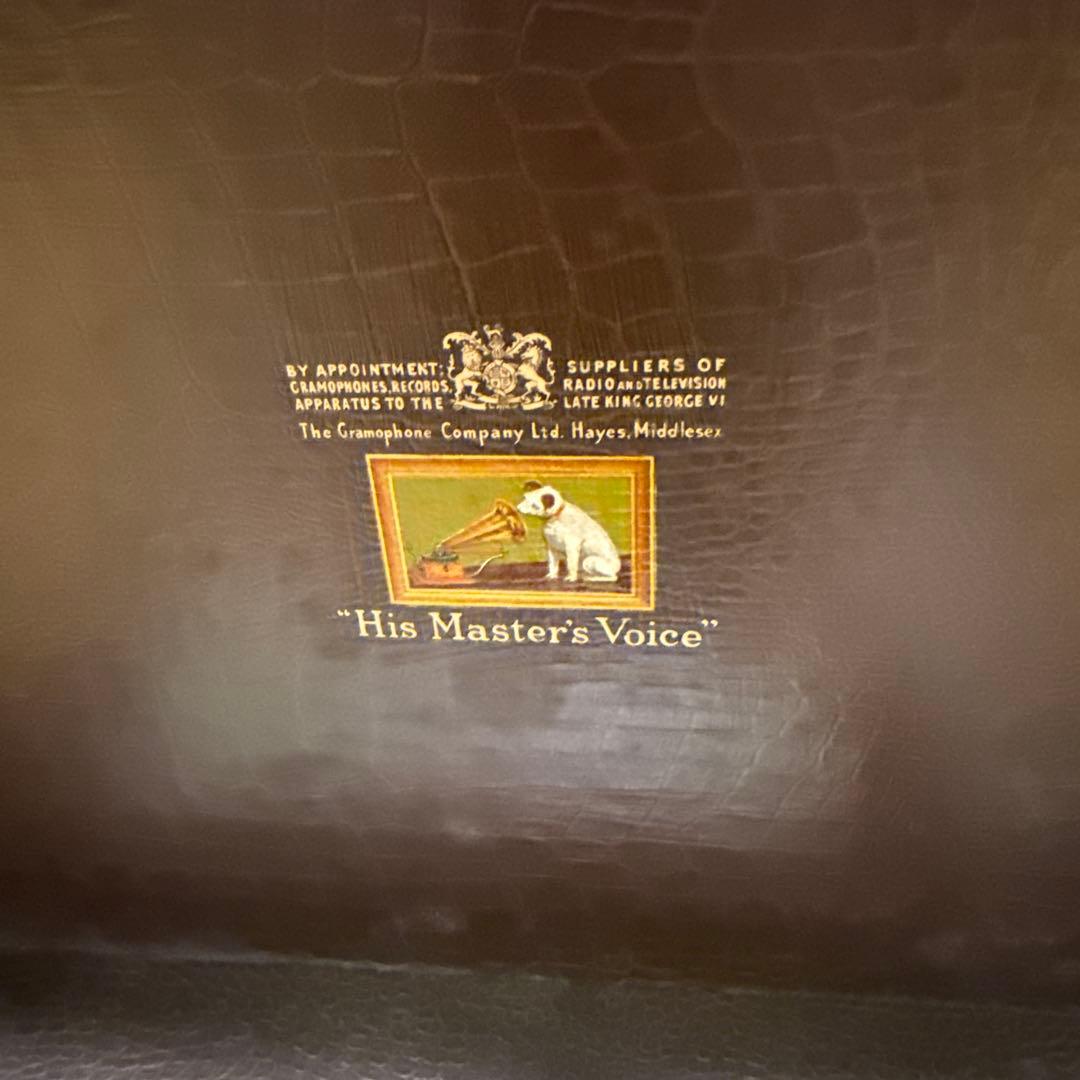 BY APPOINTMENT: SUPPLIERS OF
GRAMOPHONES, RECORDS, RADIO AND TELEVISION
APPARATUS TO THE LATE KING GEORGE VI
The Gramophone Company Ltd. Hayes, Middlesex
"His Master's Voice"